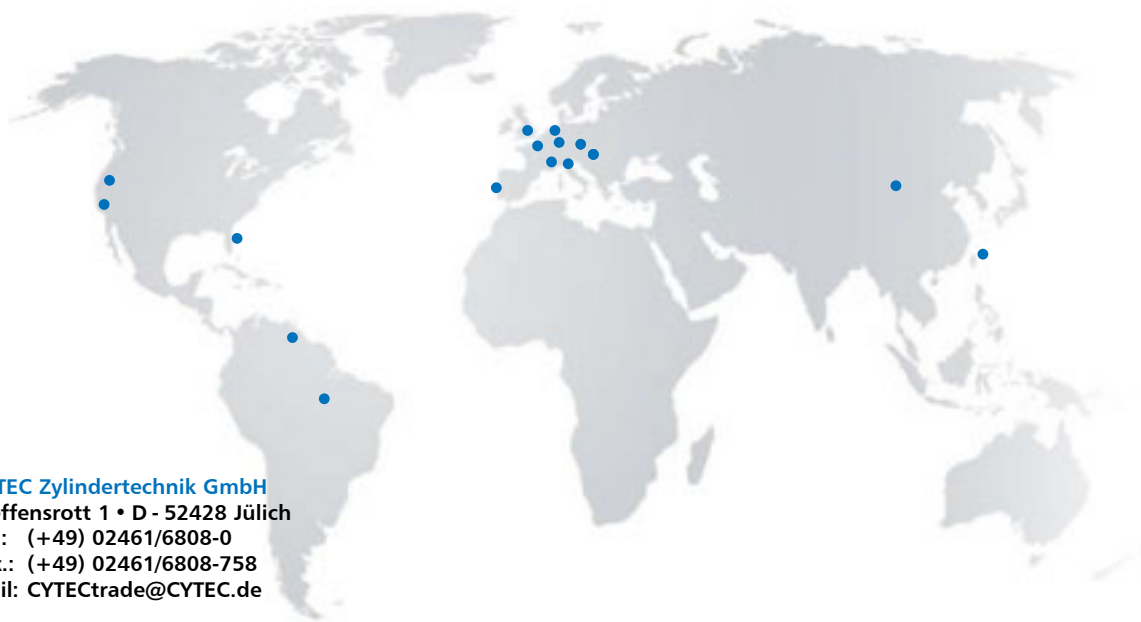 TEC Zylindertechnik GmbH
ffensrott 1 • D - 52428 Jülich
.: (+49) 02461/6808-0
x.: (+49) 02461/6808-758
il: CYTECtrade@CYTEC.de